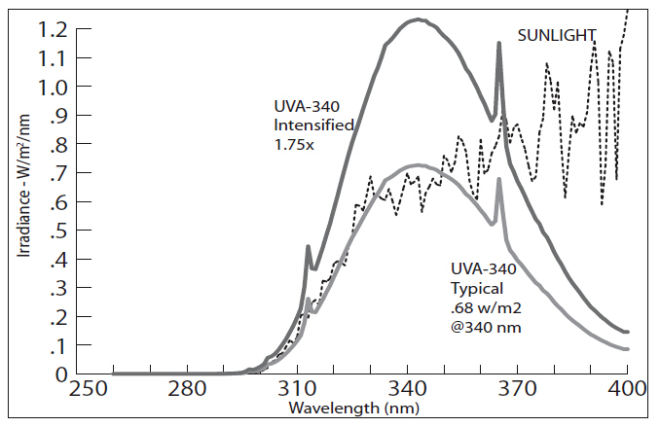 1.2
1.1
1.0
.9
.8
.7
.6
.5
.4
.3
.2
.1
0
Irradiance - W/m²/nm
SUNLIGHT
UVA-340
Intensified
1.75x
UVA-340
Typical
.68 w/m2
@340 nm
250 280 310 340 370 400
Wavelength (nm)